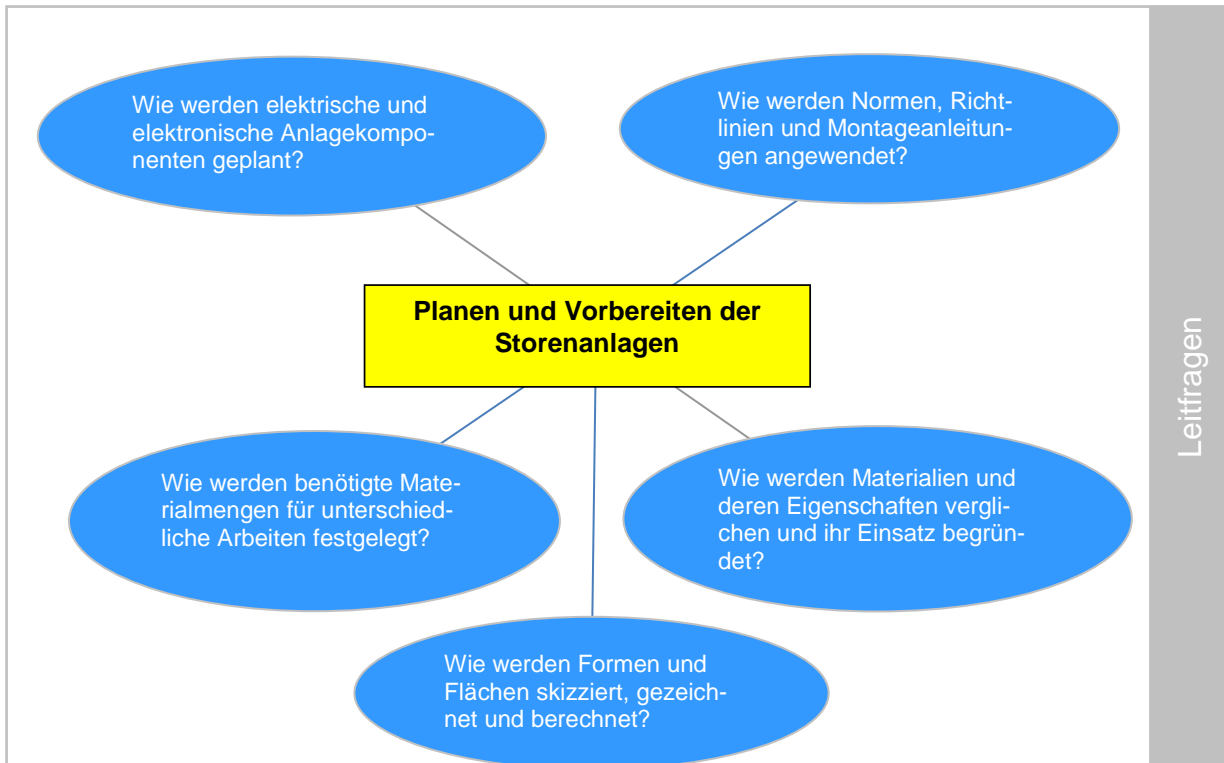 Wie werden elektrische und
elektronische Anlagekompo-
nenten geplant?
Wie werden Normen, Richt-
linien und Montageanleitun-
gen angewendet?
Planen und Vorbereiten der
Storenanlagen
Wie werden benötigte Mate-
rialmengen für unterschied-
liche Arbeiten festgelegt?
Wie werden Materialien und
deren Eigenschaften vergli-
chen und ihr Einsatz begrün-
det?
Wie werden Formen und
Flächen skizziert, gezeich-
net und berechnet?
Leitfragen